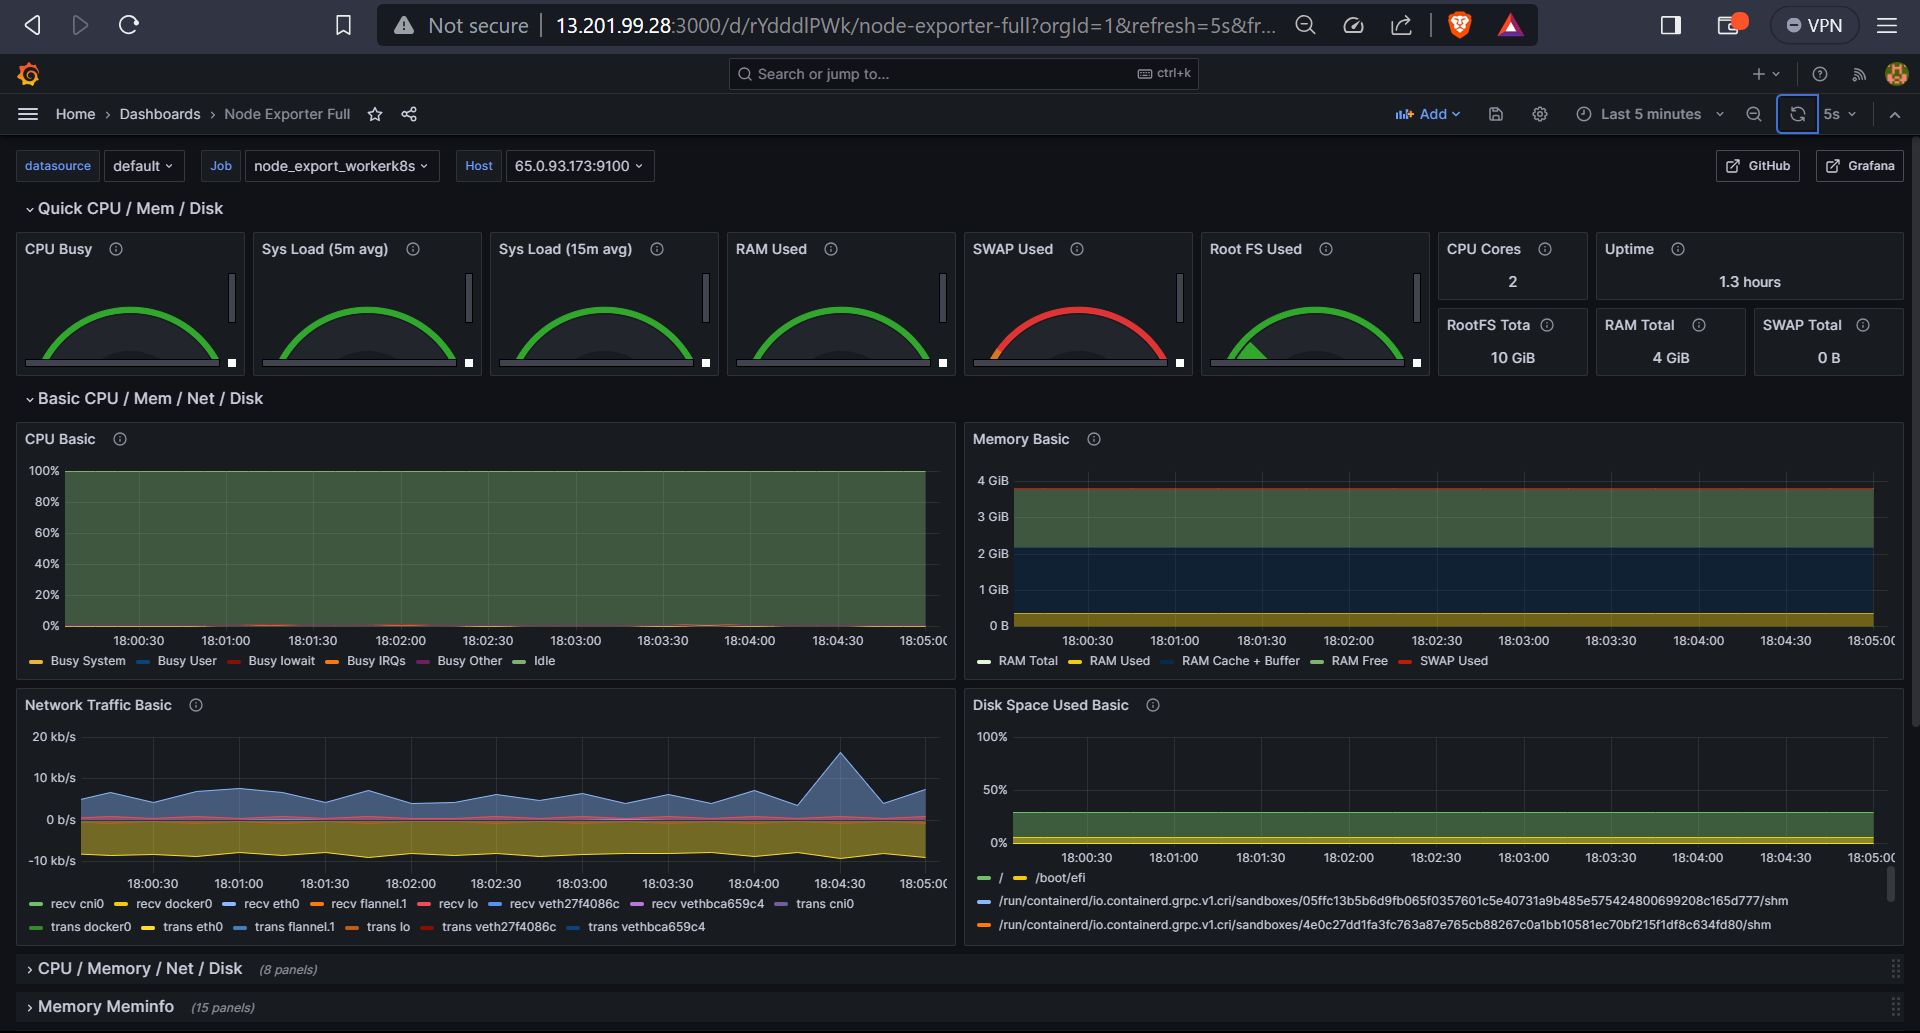 Not secure 13.201.99.28:3000/d/rYdddlPWk/node-exporter-full?orgId=1&refresh=5s&fr... VPN
Search or jump to... ctrl+k
Home › Dashboards › Node Exporter Full Add Last 5 minutes 5s
datasource default Job node_export_workerk8s Host 65.0.93.173:9100 GitHub Grafana
Quick CPU / Mem / Disk
CPU Busy Sys Load (5m avg) Sys Load (15m avg) RAM Used SWAP Used Root FS Used CPU Cores Uptime
2 1.3 hours
RootFS Tota RAM Total SWAP Total
10 GiB 4 GiB 0 B
Basic CPU / Mem / Net / Disk
CPU Basic
100%
80%
60%
40%
20%
0%
18:00:30 18:01:00 18:01:30 18:02:00 18:02:30 18:03:00 18:03:30 18:04:00 18:04:30 18:05:00
Busy System Busy User Busy Iowait Busy IRQs Busy Other Idle
Memory Basic
4 GiB
3 GiB
2 GiB
1 GiB
0 B
18:00:30 18:01:00 18:01:30 18:02:00 18:02:30 18:03:00 18:03:30 18:04:00 18:04:30 18:05:00
RAM Total RAM Used RAM Cache + Buffer RAM Free SWAP Used
Network Traffic Basic
20 kb/s
10 kb/s
0 b/s
-10 kb/s
18:00:30 18:01:00 18:01:30 18:02:00 18:02:30 18:03:00 18:03:30 18:04:00 18:04:30 18:05:00
recv cni0 recv docker0 recv eth0 recv flannel.1 recv lo recv veth27f4086c recv vethbca659c4 trans cni0
trans docker0 trans eth0 trans flannel.1 trans lo trans veth27f4086c trans vethbca659c4
Disk Space Used Basic
100%
50%
0%
18:00:30 18:01:00 18:01:30 18:02:00 18:02:30 18:03:00 18:03:30 18:04:00 18:04:30 18:05:00
/ /boot/efi
/run/containerd/io.containerd.grpc.v1.cri/sandboxes/05ffc13b5b6d9fb065f0357601c5e40731a9b485e575424800699208c165d777/shm
/run/containerd/io.containerd.grpc.v1.cri/sandboxes/4e0c27dd1fa3fc763a87e765cb88267c0a1bb10581ec70bf215f1df8c634fd80/shm
CPU / Memory / Net / Disk (8 panels)
Memory Meminfo (15 panels)